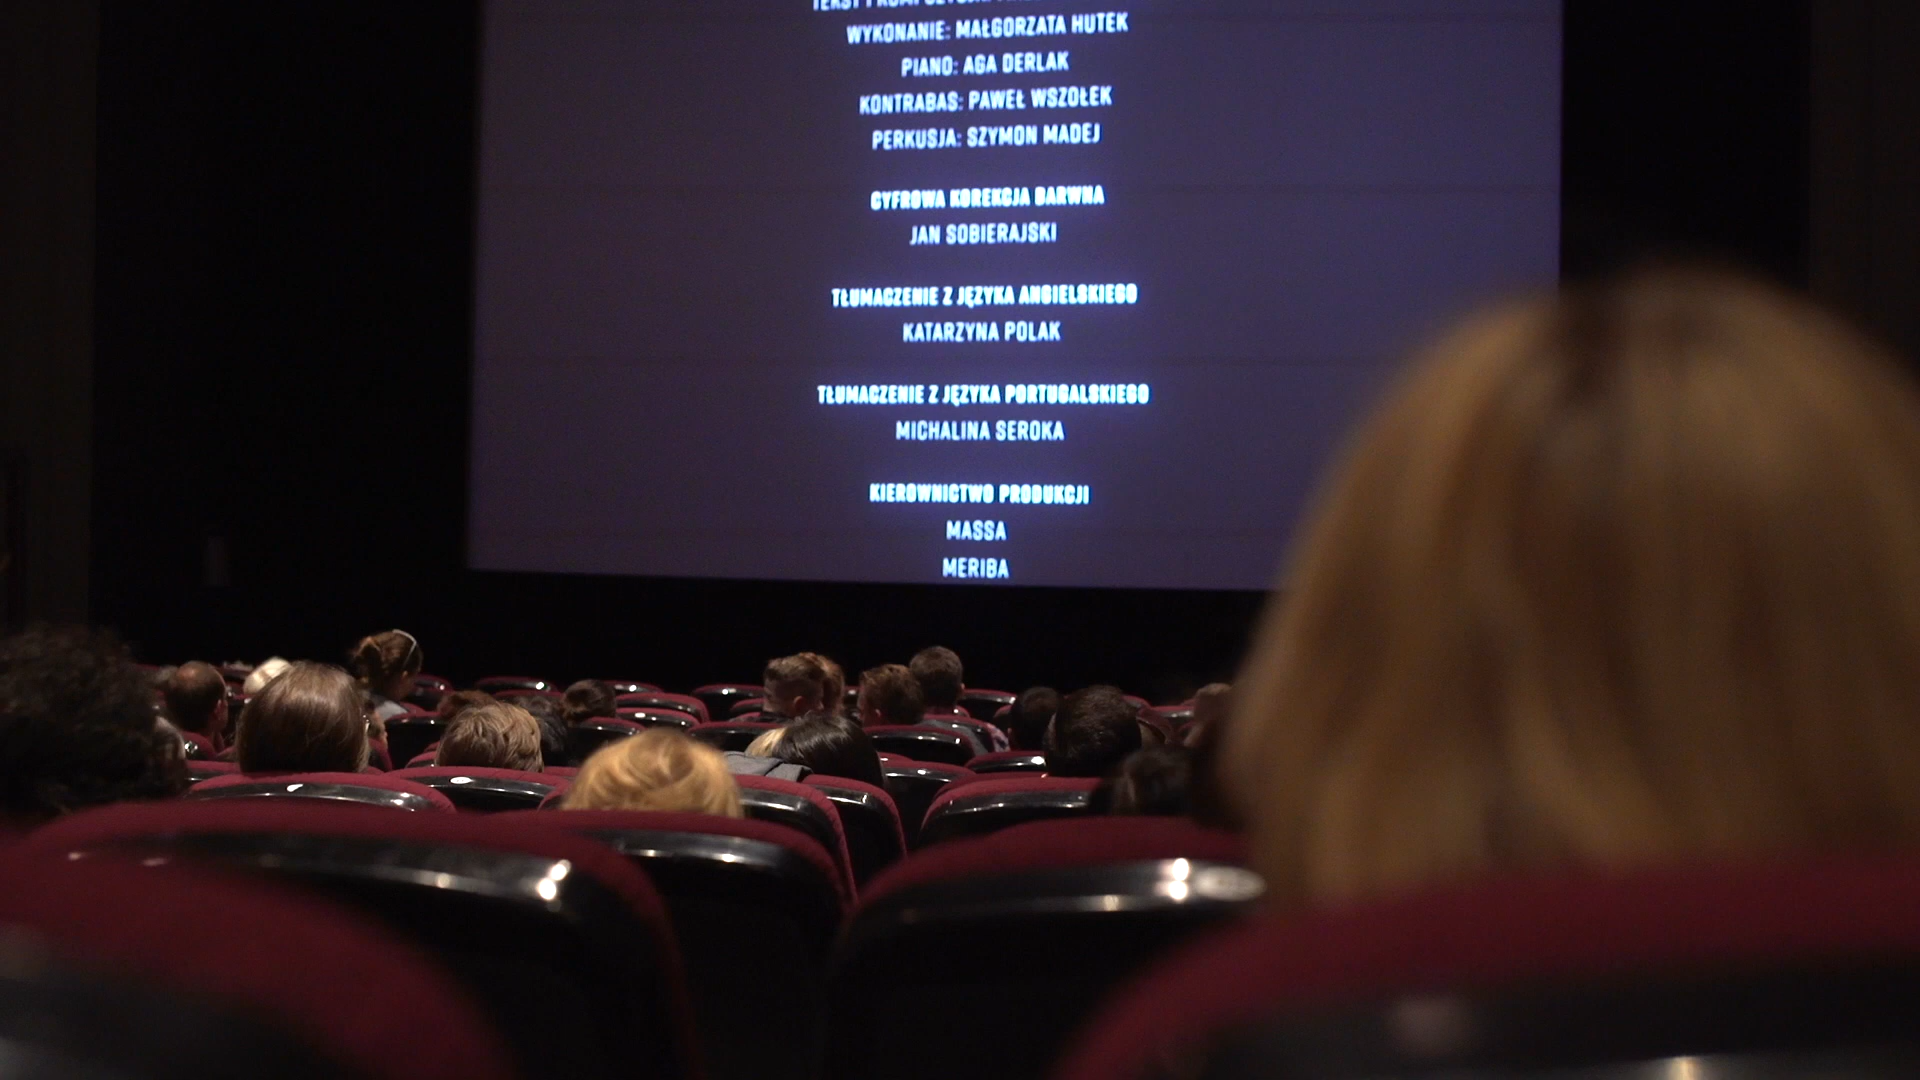 WYKONANIE: MAŁGORZATA HUTEK
PIANO: AGA DERLAK
KONTRABAS: PAWEŁ WSZOŁEK
PERKUSJA: SZYMON MADEJ
CYFROWA KOREKCJA BARWNA
JAN SOBIERAJSKI
TŁUMACZENIE Z JĘZYKA ANGIELSKIEGO
KATARZYNA POLAK
TŁUMACZENIE Z JĘZYKA PORTUGALSKIEGO
MICHALINA SEROKA
KIEROWNICTWO PRODUKCJI
MASSA
MERIBA